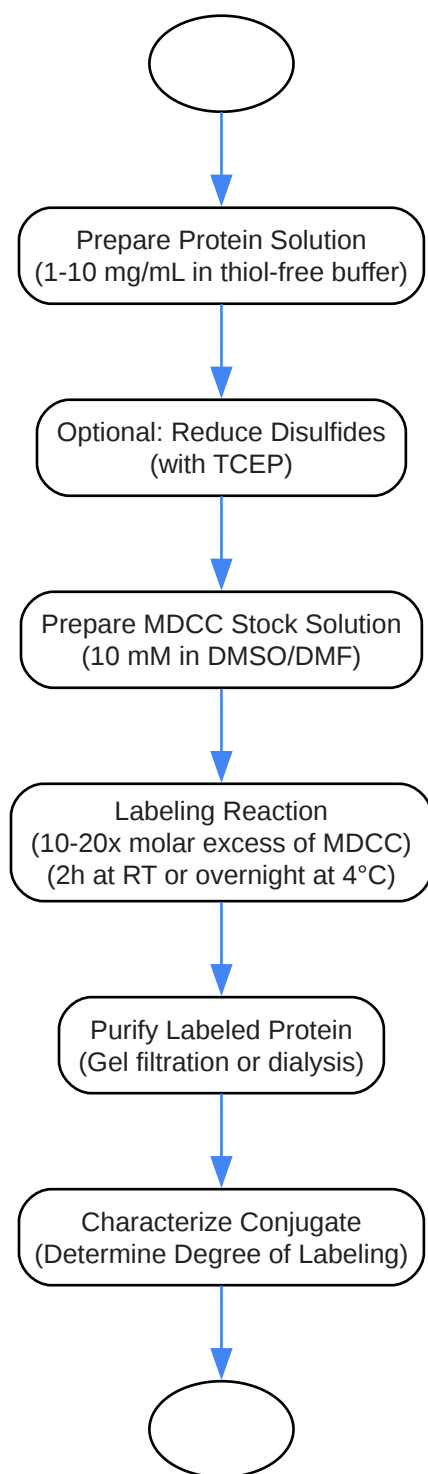 Prepare Protein Solution
(1-10 mg/mL in thiol-free buffer)
Optional: Reduce Disulfides
(with TCEP)
Prepare MDCC Stock Solution
(10 mM in DMSO/DMF)
Labeling Reaction
(10-20x molar excess of MDCC)
(2h at RT or overnight at 4°C)
Purify Labeled Protein
(Gel filtration or dialysis)
Characterize Conjugate
(Determine Degree of Labeling)